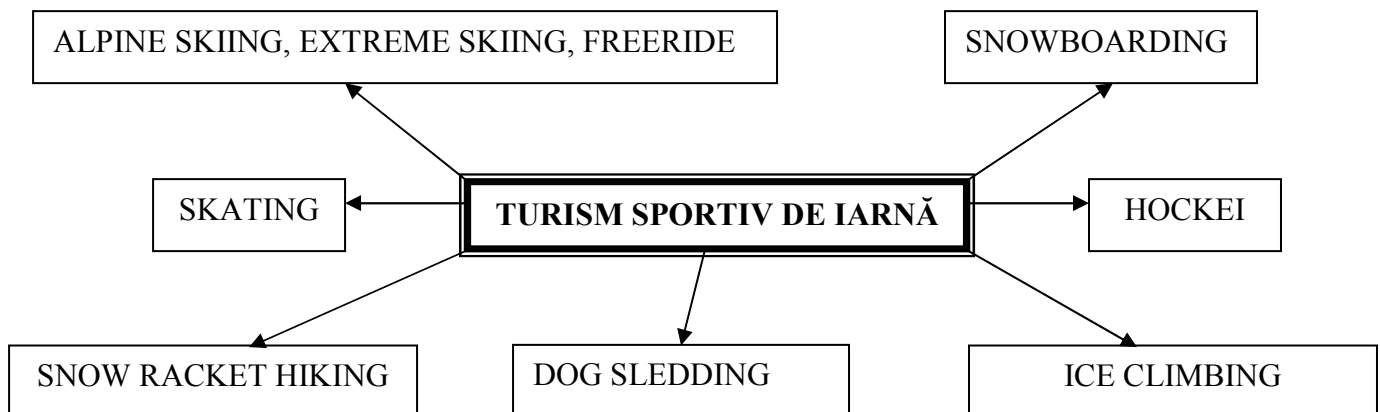 ALPINE SKIING, EXTREME SKIING, FREERIDE
SNOWBOARDING
SKATING
TURISM SPORTIV DE IARNĂ
HOCKEI
SNOW RACKET HIKING
DOG SLEDDING
ICE CLIMBING